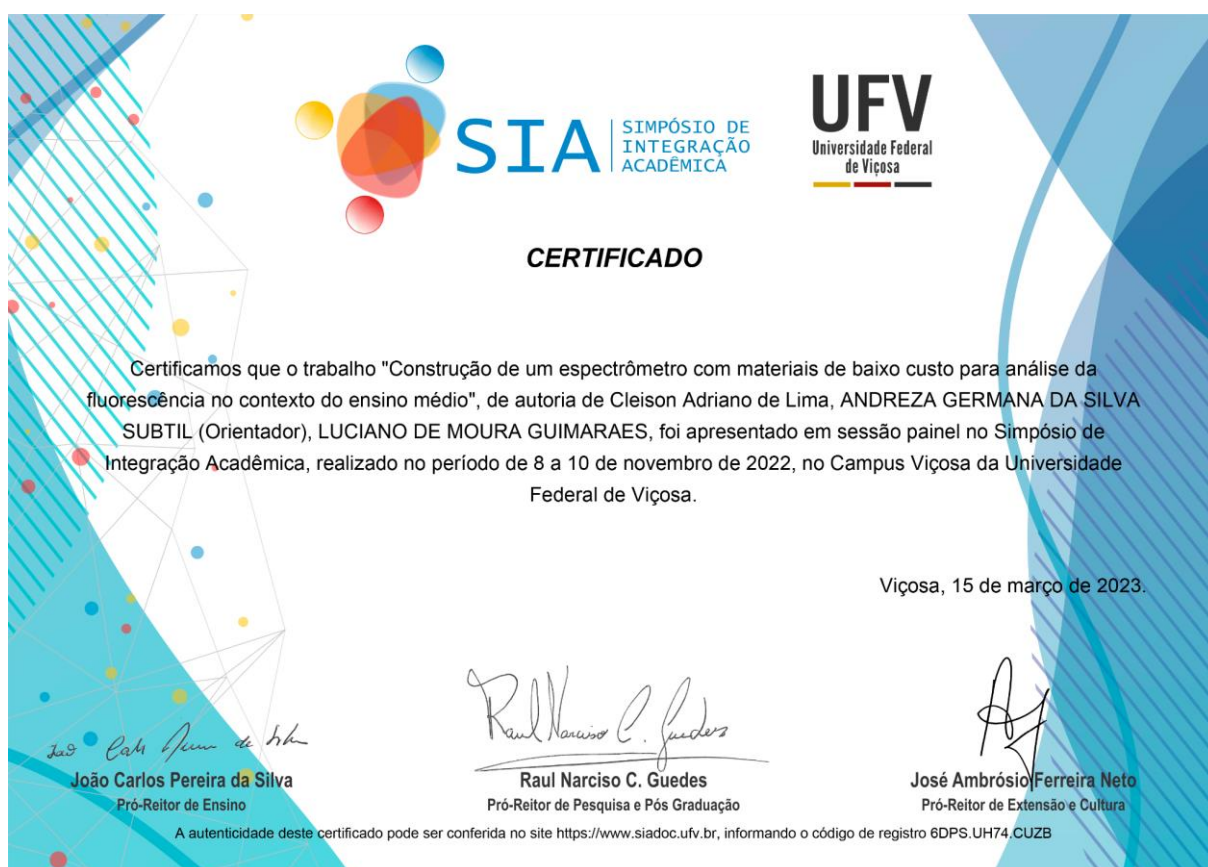 SIA
SIMPÓSIO DE
INTEGRAÇÃO
ACADÊMICA
UFV
Universidade Federal
de Viçosa
CERTIFICADO
Certificamos que o trabalho "Construção de um espectrômetro com materiais de baixo custo para análise da
fluorescência no contexto do ensino médio", de autoria de Cleison Adriano de Lima, ANDREZA GERMANA DA SILVA
SUBTIL (Orientador), LUCIANO DE MOURA GUIMARAES, foi apresentado em sessão painel no Simpósio de
Integração Acadêmica, realizado no período de 8 a 10 de novembro de 2022, no Campus Viçosa da Universidade
Federal de Viçosa.
Viçosa, 15 de março de 2023.
Raul Narciso C. Guedes
João Carlos Pereira da Silva
Pró-Reitor de Ensino
Raul Narciso C. Guedes
Pró-Reitor de Pesquisa e Pós Graduação
José Ambrósio Ferreira Neto
Pró-Reitor de Extensão e Cultura
A autenticidade deste certificado pode ser conferida no site https://www.siadoc.ufv.br, informando o código de registro 6DPS.UH74.CUZB